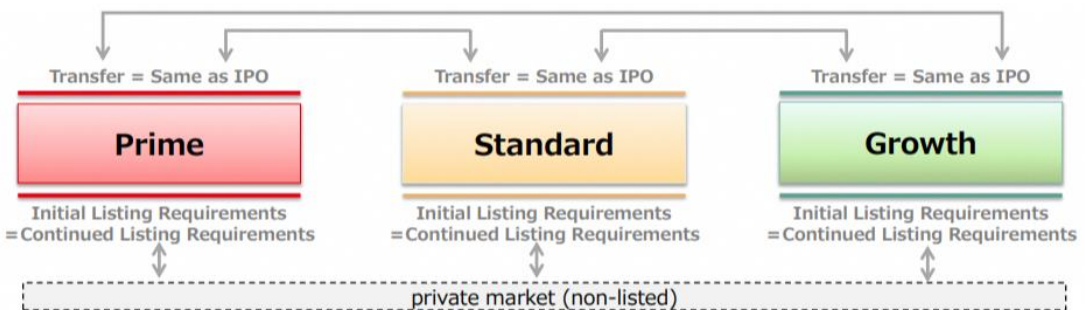 Transfer = Same as IPO
Transfer = Same as IPO
Transfer = Same as IPO
Prime
Standard
Growth
Initial Listing Requirements
=Continued Listing Requirements
Initial Listing Requirements
=Continued Listing Requirements
Initial Listing Requirements
=Continued Listing Requirements
private market (non-listed)